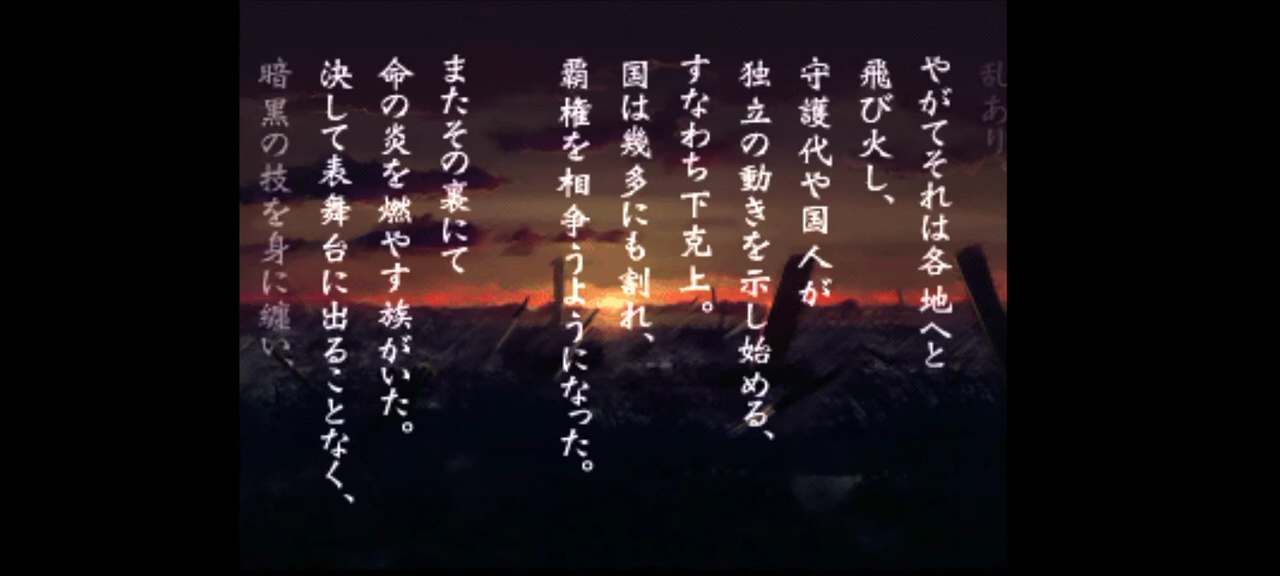 乱あり、
やがてそれは各地へと
飛び火し、
守護代や国人が
独立の動きを示し始める、
すなわち下克上。
国は幾多にも割れ、
覇権を相争うようになった。
またその裏にて
命の炎を燃やす族がいた。
決して表舞台に出ることなく、
暗黒の技を身に纏い、